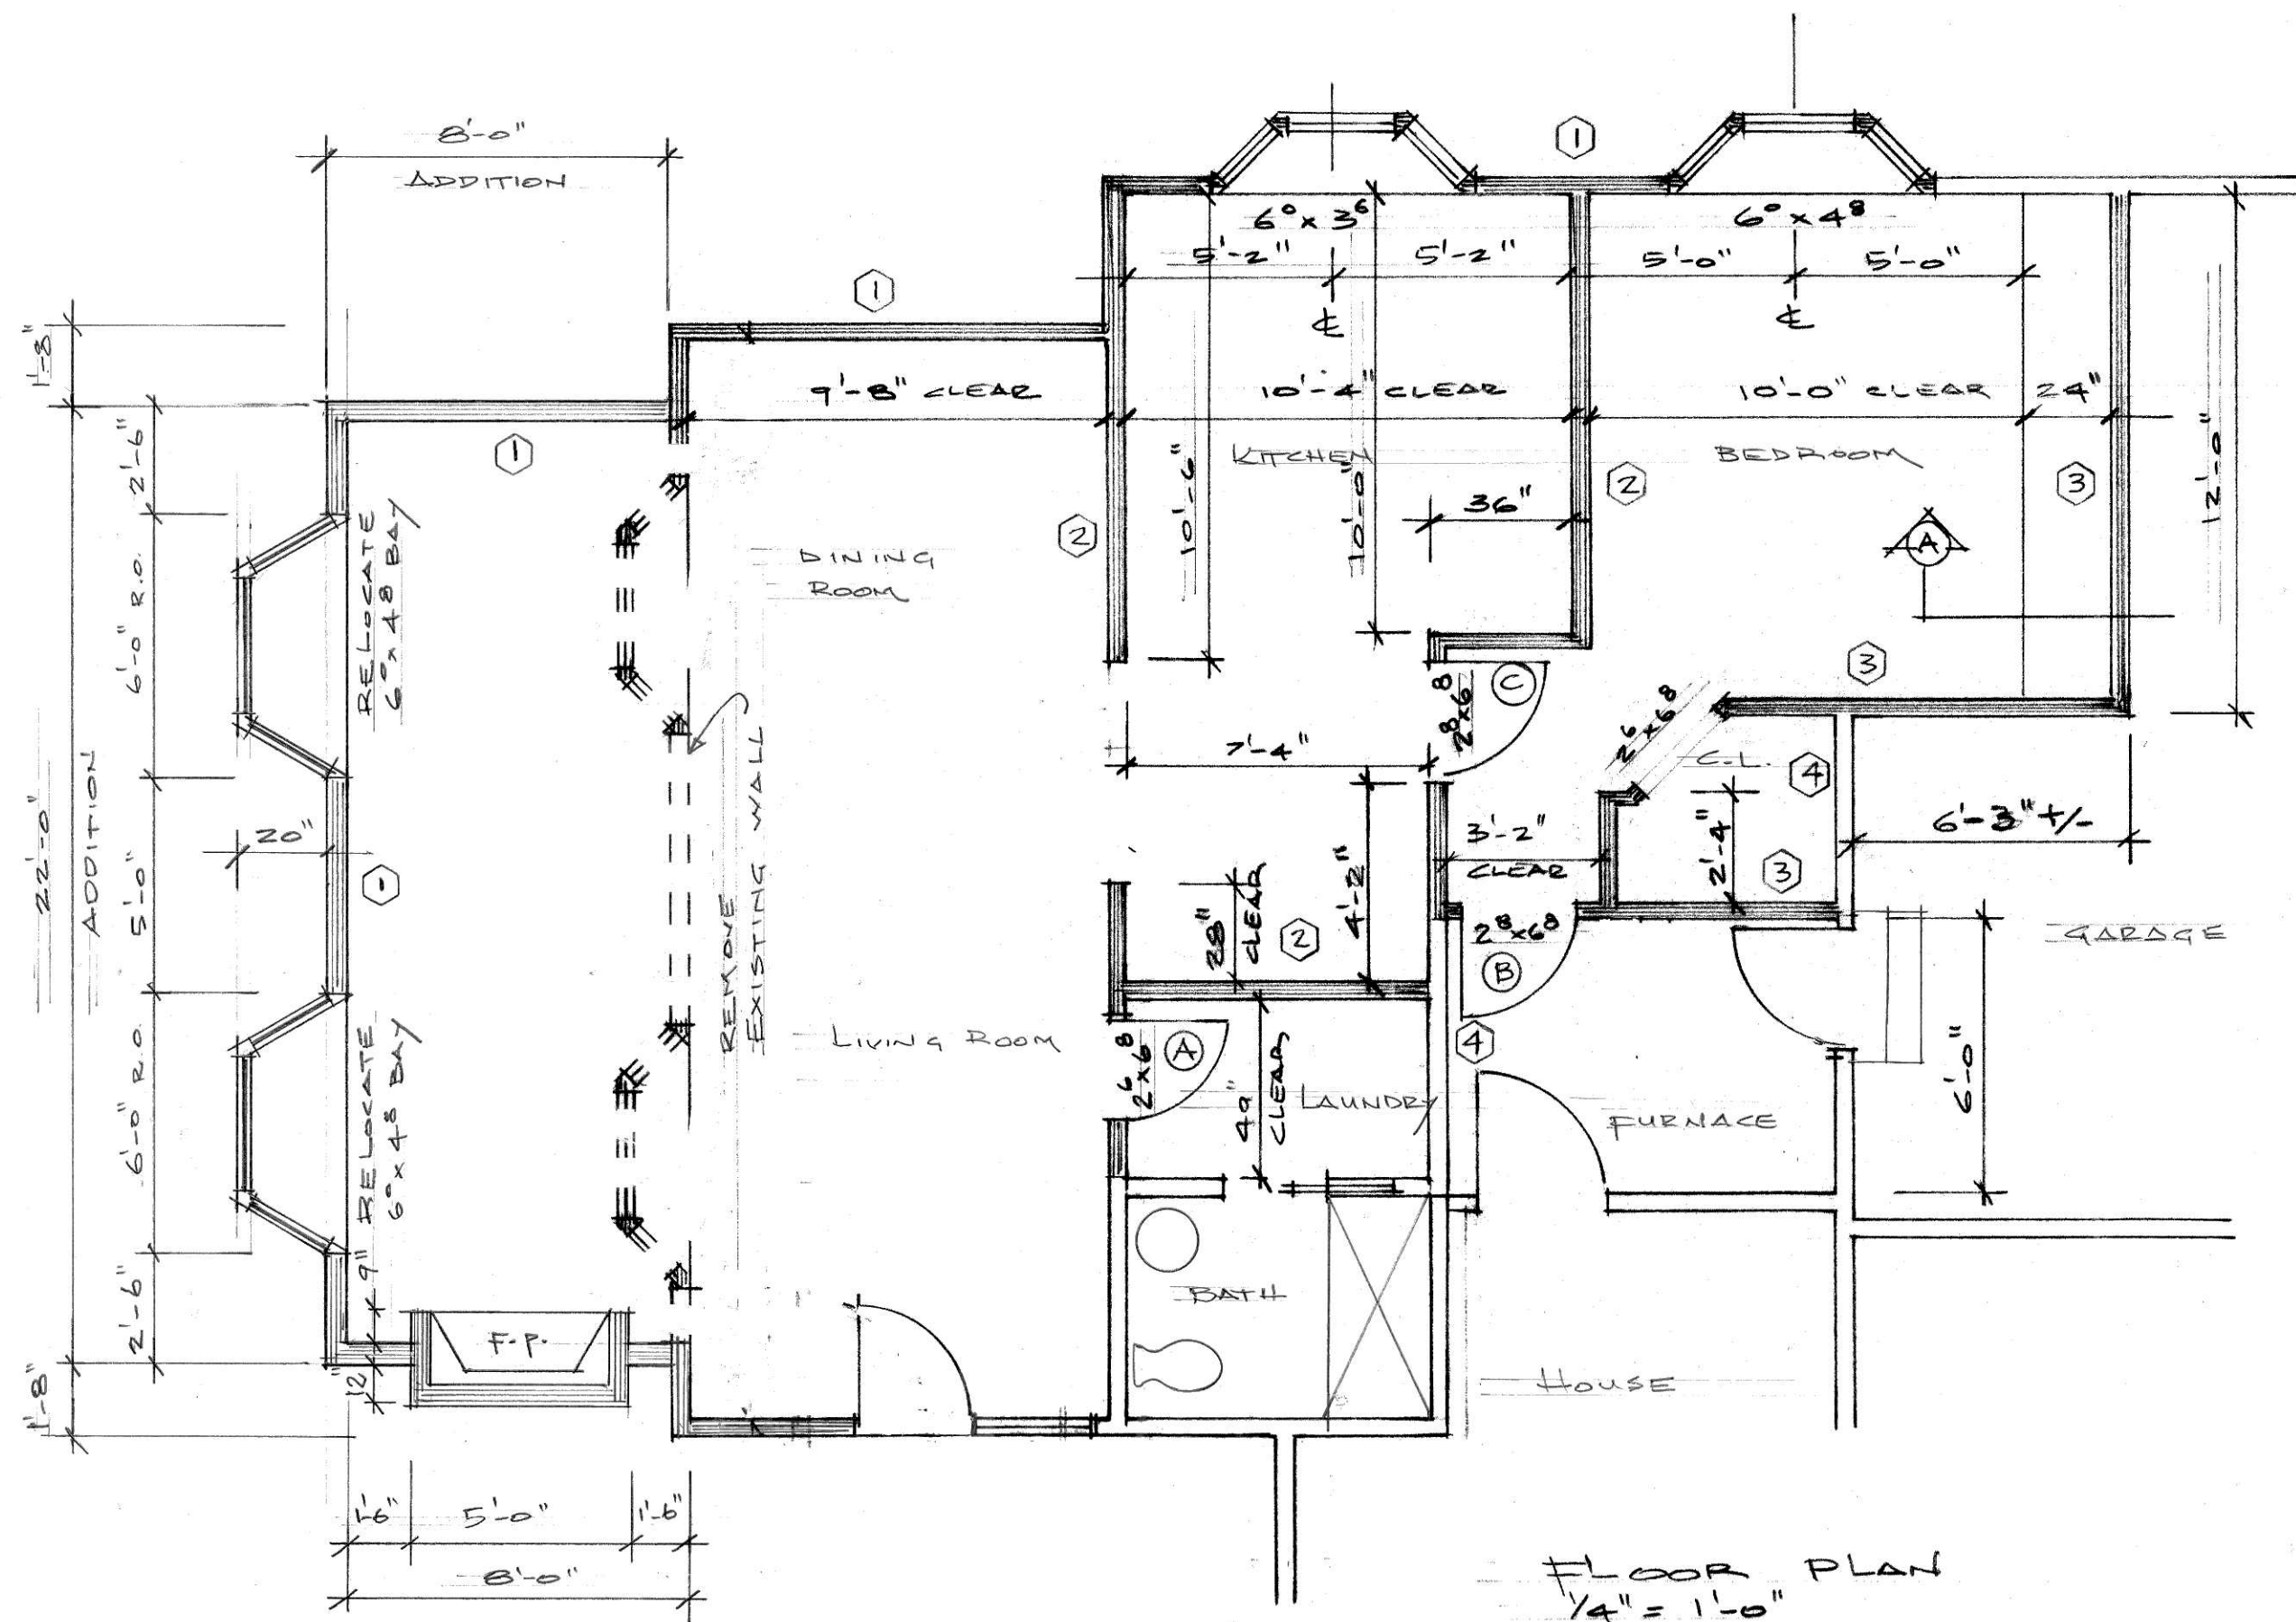 8'-0"
ADDITION
1
1
6⁰ x 3⁶
6⁰ x 4⁸
5'-2"
5'-2"
5'-0"
5'-0"
℄
℄
1'-8"
9'-8" CLEAR
10'-4" CLEAR
10'-0" CLEAR
24"
2'-6"
1
KITCHEN
BEDROOM
10'-6"
10'-0"
36"
2
2
3
12'-0"
RELOCATE
6⁰ x 48 BAY
DINING
ROOM
A
6'-0" R.O.
C
2⁸x6⁸
3
2⁶x6⁸
7'-4"
C.L.
4
22'-0"
ADDITION
REMOVE
EXISTING WALL
20"
5'-0"
1
3'-2"
CLEAR
2'-4"
3
6'-3" +/-
28"
CLEAR
4'-2"
2
2⁸x6⁸
B
GARAGE
RELOCATE
6⁰ x 48 BAY
LIVING ROOM
A
2⁶x6⁸
49"
CLEAR
LAUNDRY
4
FURNACE
6'-0"
6'-0" R.O.
2'-6"
9"
F.P.
BATH
12"
HOUSE
1'-8"
1'-6"
5'-0"
1'-6"
8'-0"
FLOOR PLAN
1/4" = 1'-0"